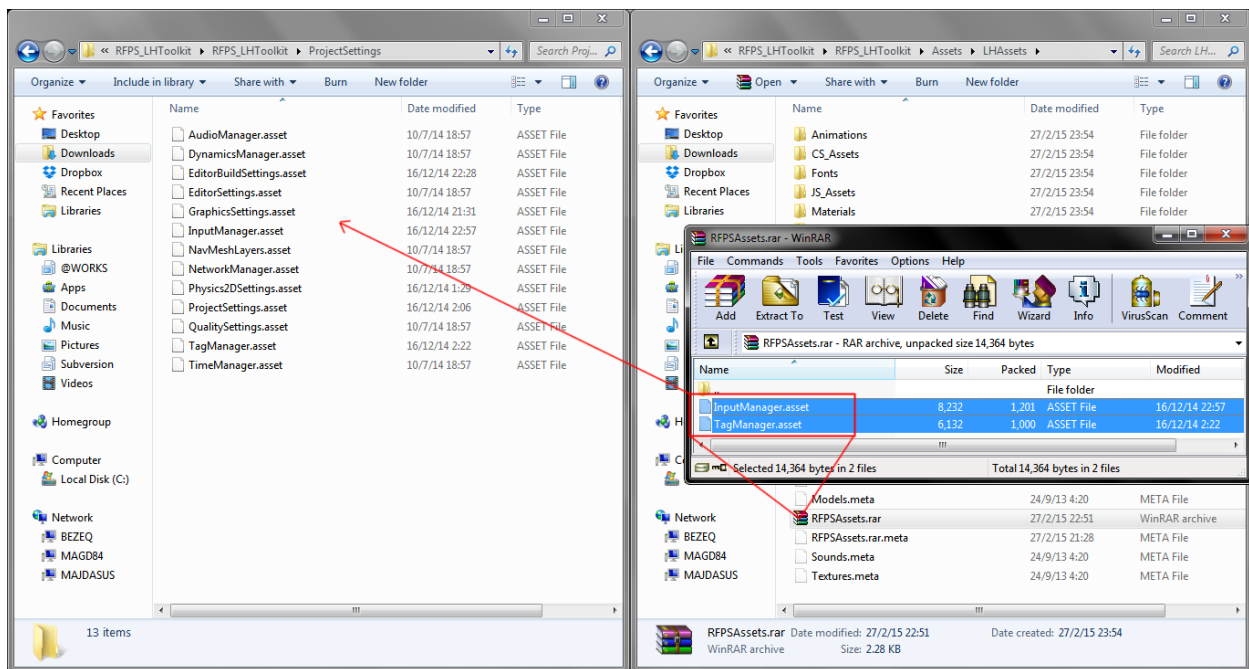 « RFPS_LHToolkit ▸ RFPS_LHToolkit ▸ ProjectSettings
Search Proj...
Organize
Include in library
Share with
Burn
New folder
Favorites
Desktop
Downloads
Dropbox
Recent Places
Libraries
Libraries
@WORKS
Apps
Documents
Music
Pictures
Subversion
Videos
Homegroup
Computer
Local Disk (C:)
Network
BEZEQ
MAGD84
MAJDASUS
Name Date modified Type
AudioManager.asset 10/7/14 18:57 ASSET File
DynamicsManager.asset 10/7/14 18:57 ASSET File
EditorBuildSettings.asset 16/12/14 22:28 ASSET File
EditorSettings.asset 10/7/14 18:57 ASSET File
GraphicsSettings.asset 16/12/14 21:31 ASSET File
InputManager.asset 16/12/14 22:57 ASSET File
NavMeshLayers.asset 10/7/14 18:57 ASSET File
NetworkManager.asset 10/7/14 18:57 ASSET File
Physics2DSettings.asset 16/12/14 1:29 ASSET File
ProjectSettings.asset 16/12/14 2:06 ASSET File
QualitySettings.asset 10/7/14 18:57 ASSET File
TagManager.asset 16/12/14 2:22 ASSET File
TimeManager.asset 10/7/14 18:57 ASSET File
13 items
« RFPS_LHToolkit ▸ RFPS_LHToolkit ▸ Assets ▸ LHAssets ▸
Search LH...
Organize
Open
Share with
Burn
New folder
Favorites
Desktop
Downloads
Dropbox
Recent Places
Libraries
Network
BEZEQ
MAGD84
MAJDASUS
Name Date modified Type
Animations 27/2/15 23:54 File folder
CS_Assets 27/2/15 23:54 File folder
Fonts 27/2/15 23:54 File folder
JS_Assets 27/2/15 23:54 File folder
Materials 27/2/15 23:54 File folder
RFPSAssets.rar - WinRAR
File Commands Tools Favorites Options Help
Add Extract To Test View Delete Find Wizard Info VirusScan Comment
RFPSAssets.rar - RAR archive, unpacked size 14,364 bytes
Name Size Packed Type Modified
.. File folder
InputManager.asset 8,232 1,201 ASSET File 16/12/14 22:57
TagManager.asset 6,132 1,000 ASSET File 16/12/14 2:22
Selected 14,364 bytes in 2 files
Total 14,364 bytes in 2 files
Models.meta 24/9/13 4:20 META File
RFPSAssets.rar 27/2/15 22:51 WinRAR archive
RFPSAssets.rar.meta 27/2/15 21:28 META File
Sounds.meta 24/9/13 4:20 META File
Textures.meta 24/9/13 4:20 META File
RFPSAssets.rar Date modified: 27/2/15 22:51 Date created: 27/2/15 23:54
WinRAR archive Size: 2.28 KB